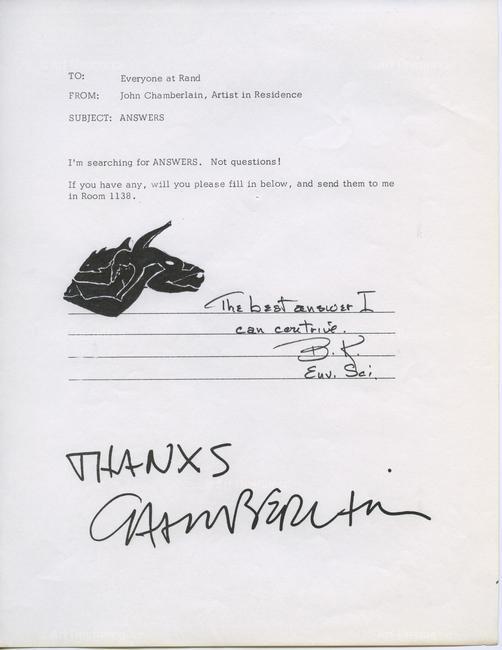 TO: Everyone at Rand
FROM: John Chamberlain, Artist in Residence
SUBJECT: ANSWERS
I'm searching for ANSWERS. Not questions!
If you have any, will you please fill in below, and send them to me
in Room 1138.
The best answer I
can contrive.
B. K.
Env. Sci.
THANXS
CHAMBERLAIN